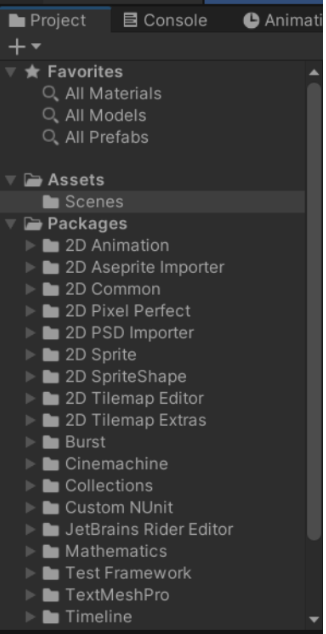 Project Console Animati
Favorites
All Materials
All Models
All Prefabs
Assets
Scenes
Packages
2D Animation
2D Aseprite Importer
2D Common
2D Pixel Perfect
2D PSD Importer
2D Sprite
2D SpriteShape
2D Tilemap Editor
2D Tilemap Extras
Burst
Cinemachine
Collections
Custom NUnit
JetBrains Rider Editor
Mathematics
Test Framework
TextMeshPro
Timeline